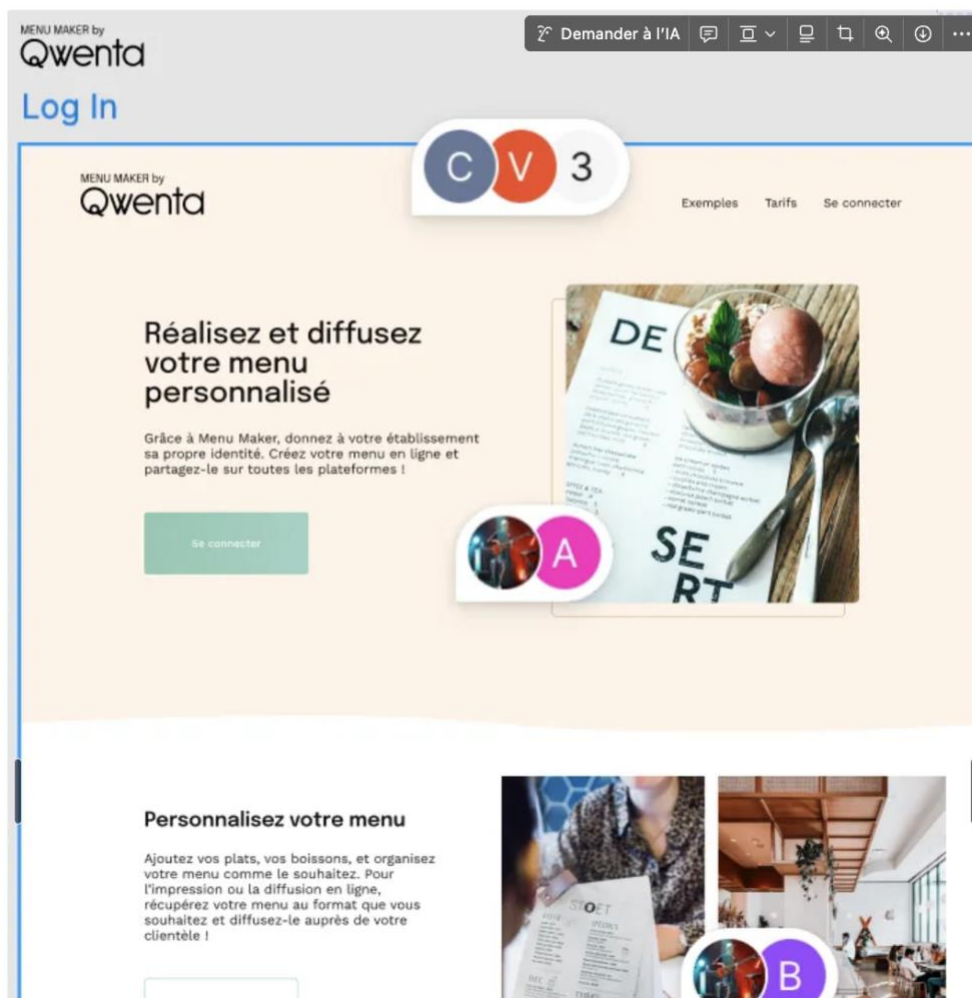 MENU MAKER by
Qwenta
Demander à l'IA
Log In
C V 3
MENU MAKER by
Qwenta
Exemples Tarifs Se connecter
Réalisez et diffusez
votre menu
personnalisé
Grâce à Menu Maker, donnez à votre établissement
sa propre identité. Créez votre menu en ligne et
partagez-le sur toutes les plateformes !
Se connecter
DE
SE
RT
A
Personnalisez votre menu
Ajoutez vos plats, vos boissons, et organisez
votre menu comme le souhaitez. Pour
l'impression ou la diffusion en ligne,
récupérez votre menu au format que vous
souhaitez et diffusez-le auprès de votre
clientèle !
STOET
B